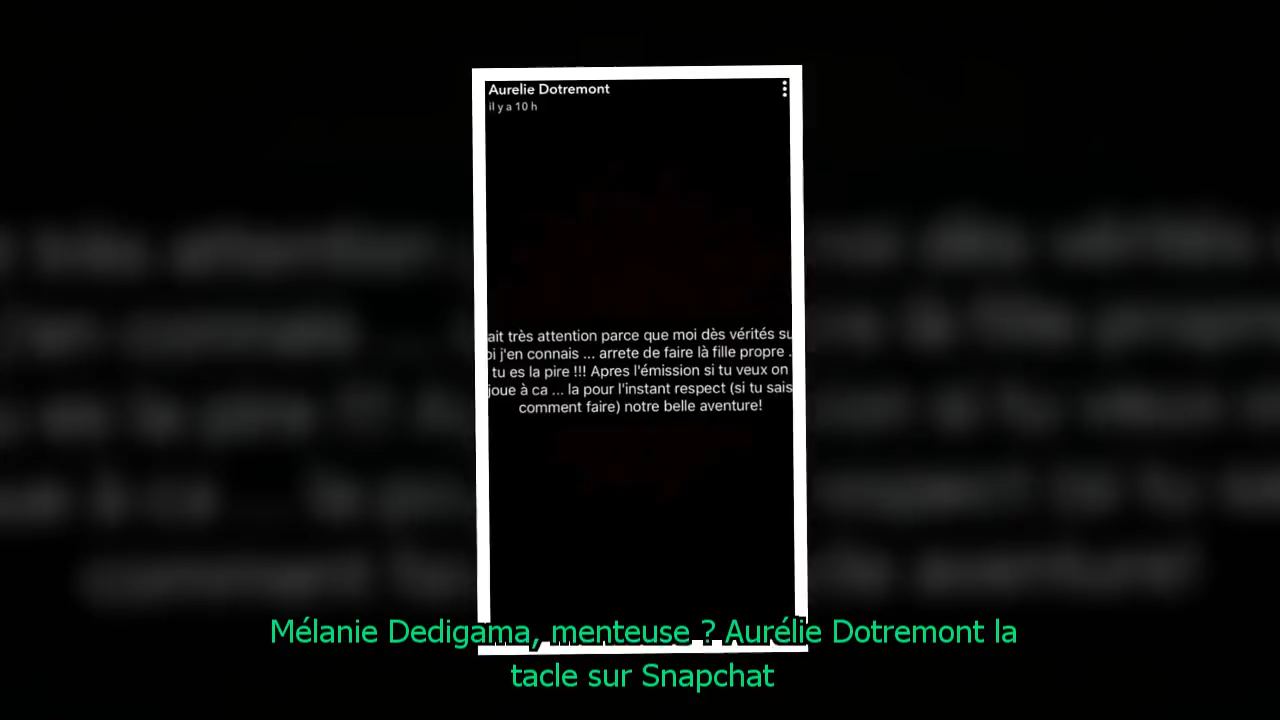 Aurelie Dotremont
il y a 10 h
ait très attention parce que moi dès vérités su
oi j'en connais ... arrete de faire là fille propre .
tu es la pire !!! Apres l'émission si tu veux on
joue à ca ... la pour l'instant respect (si tu sais
comment faire) notre belle aventure!
Mélanie Dedigama, menteuse ? Aurélie Dotremont la
tacle sur Snapchat